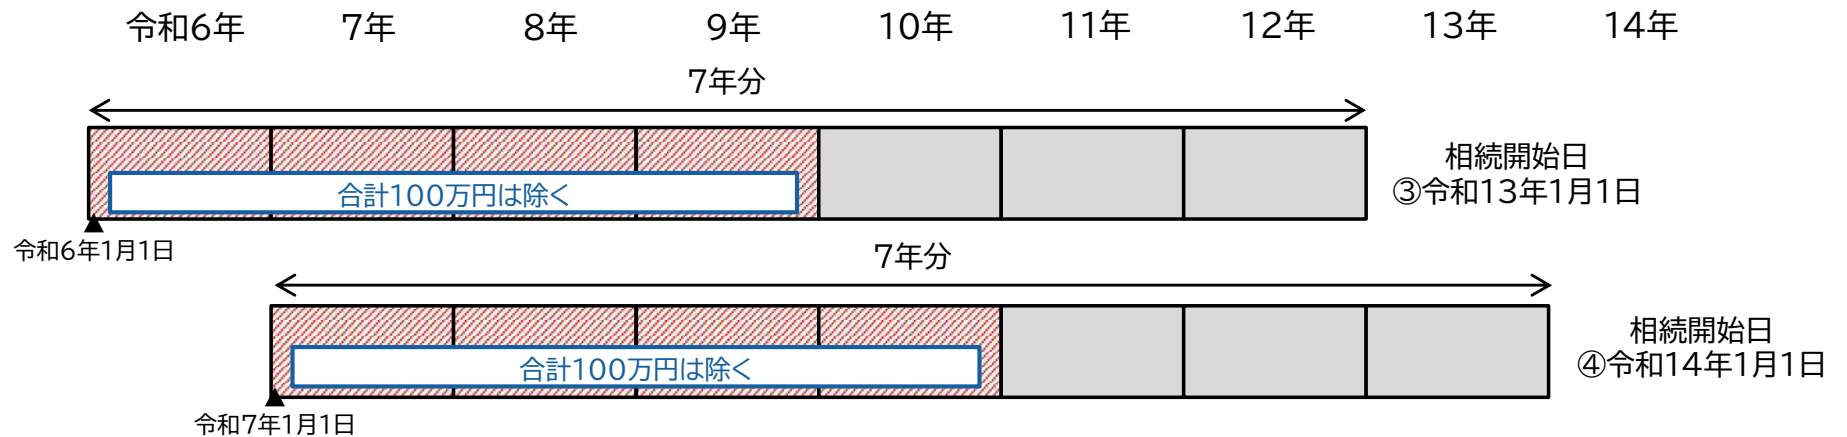 令和6年 7年 8年 9年 10年 11年 12年 13年 14年
7年分
合計100万円は除く
相続開始日
③令和13年1月1日
令和6年1月1日
7年分
合計100万円は除く
相続開始日
④令和14年1月1日
令和7年1月1日